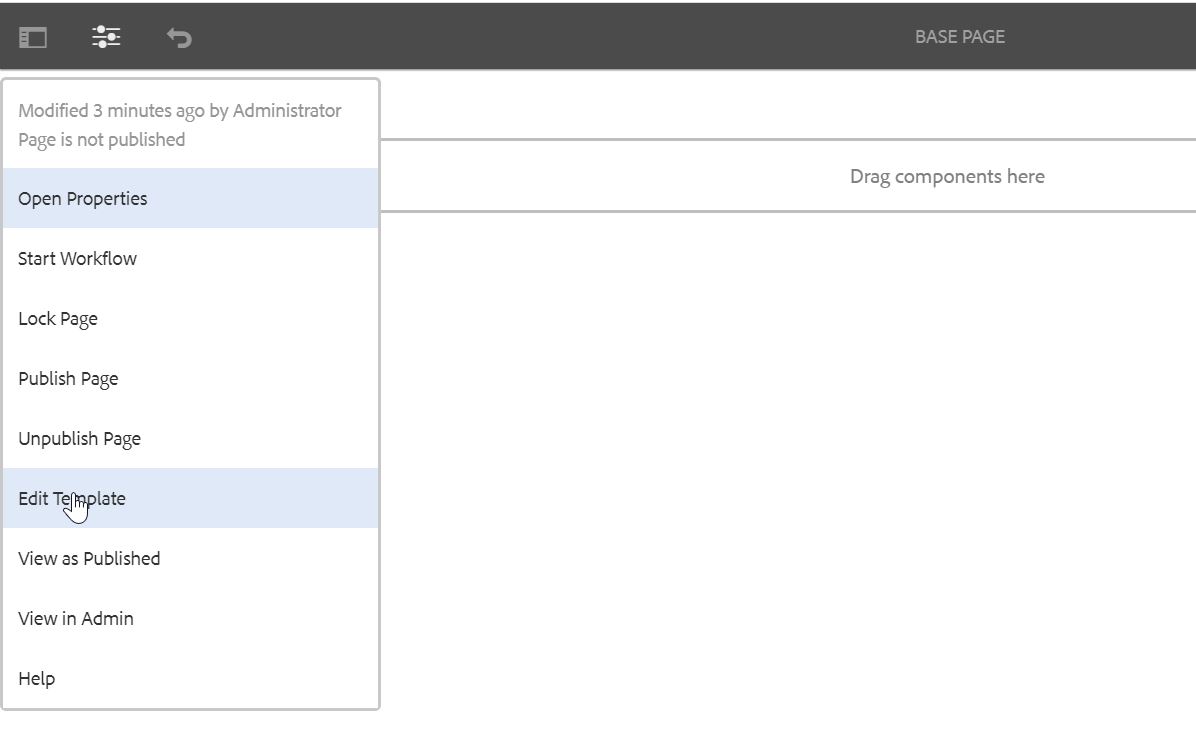 BASE PAGE
Modified 3 minutes ago by Administrator
Page is not published
Drag components here
Open Properties
Start Workflow
Lock Page
Publish Page
Unpublish Page
Edit Template
View as Published
View in Admin
Help